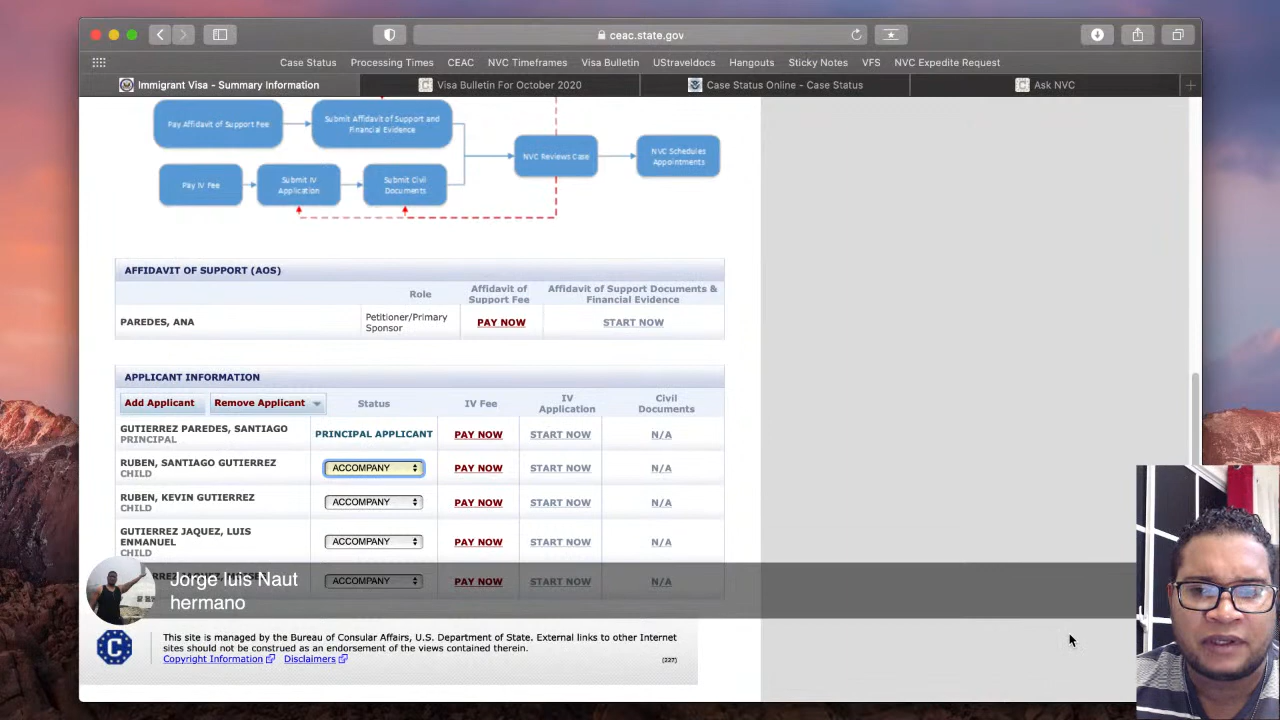 ceac.state.gov
Case Status Processing Times CEAC NVC Timeframes Visa Bulletin UStraveldocs Hangouts Sticky Notes VFS NVC Expedite Request
Immigrant Visa - Summary Information Visa Bulletin For October 2020 Case Status Online - Case Status Ask NVC
Pay Affidavit of Support Fee
Submit Affidavit of Support and
Financial Evidence
NVC Reviews Case
NVC Schedules
Appointments
Pay IV Fee
Submit IV
Application
Submit Civil
Documents
AFFIDAVIT OF SUPPORT (AOS)
Role
Affidavit of
Support Fee
Affidavit of Support Documents &
Financial Evidence
PAREDES, ANA
Petitioner/Primary
Sponsor
PAY NOW
START NOW
APPLICANT INFORMATION
Add Applicant
Remove Applicant
Status
IV Fee
IV
Application
Civil
Documents
GUTIERREZ PAREDES, SANTIAGO
PRINCIPAL
PRINCIPAL APPLICANT
PAY NOW
START NOW
N/A
RUBEN, SANTIAGO GUTIERREZ
CHILD
ACCOMPANY
PAY NOW
START NOW
N/A
RUBEN, KEVIN GUTIERREZ
CHILD
ACCOMPANY
PAY NOW
START NOW
N/A
GUTIERREZ JAQUEZ, LUIS
ENMANUEL
CHILD
ACCOMPANY
PAY NOW
START NOW
N/A
ACCOMPANY
PAY NOW
START NOW
N/A
Jorge luis Naut
hermano
This site is managed by the Bureau of Consular Affairs, U.S. Department of State. External links to other Internet
sites should not be construed as an endorsement of the views contained therein.
Copyright Information Disclaimers
(227)